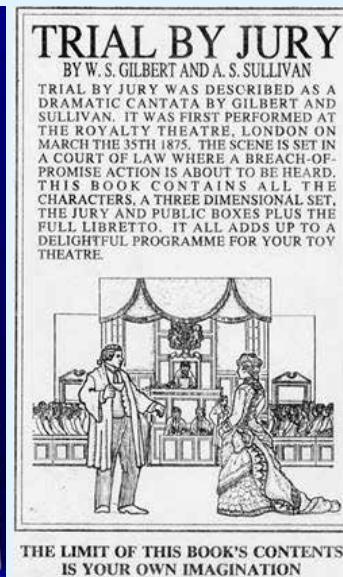 TRIAL BY JURY
BY W. S. GILBERT AND A. S. SULLIVAN
TRIAL BY JURY WAS DESCRIBED AS A
DRAMATIC CANTATA BY GILBERT AND
SULLIVAN. IT WAS FIRST PERFORMED AT
THE ROYALTY THEATRE, LONDON ON
MARCH THE 35TH 1875. THE SCENE IS SET IN
A COURT OF LAW WHERE A BREACH-OF-
PROMISE ACTION IS ABOUT TO BE HEARD.
THIS BOOK CONTAINS ALL THE
CHARACTERS, A THREE DIMENSIONAL SET,
THE JURY AND PUBLIC BOXES PLUS THE
FULL LIBRETTO. IT ALL ADDS UP TO A
DELIGHTFUL PROGRAMME FOR YOUR TOY
THEATRE.
THE LIMIT OF THIS BOOK'S CONTENTS
IS YOUR OWN IMAGINATION